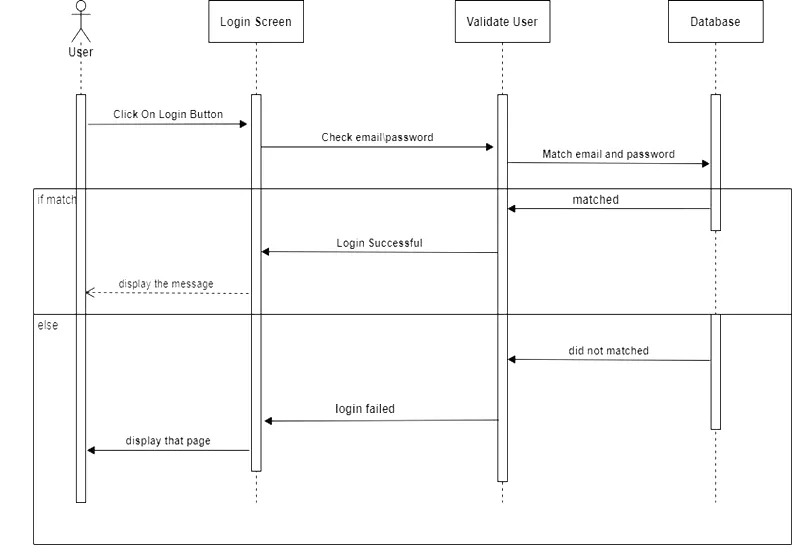 User
Login Screen
Validate User
Database
Click On Login Button
Check email\password
Match email and password
if match
matched
Login Successful
display the message
else
did not matched
login failed
display that page